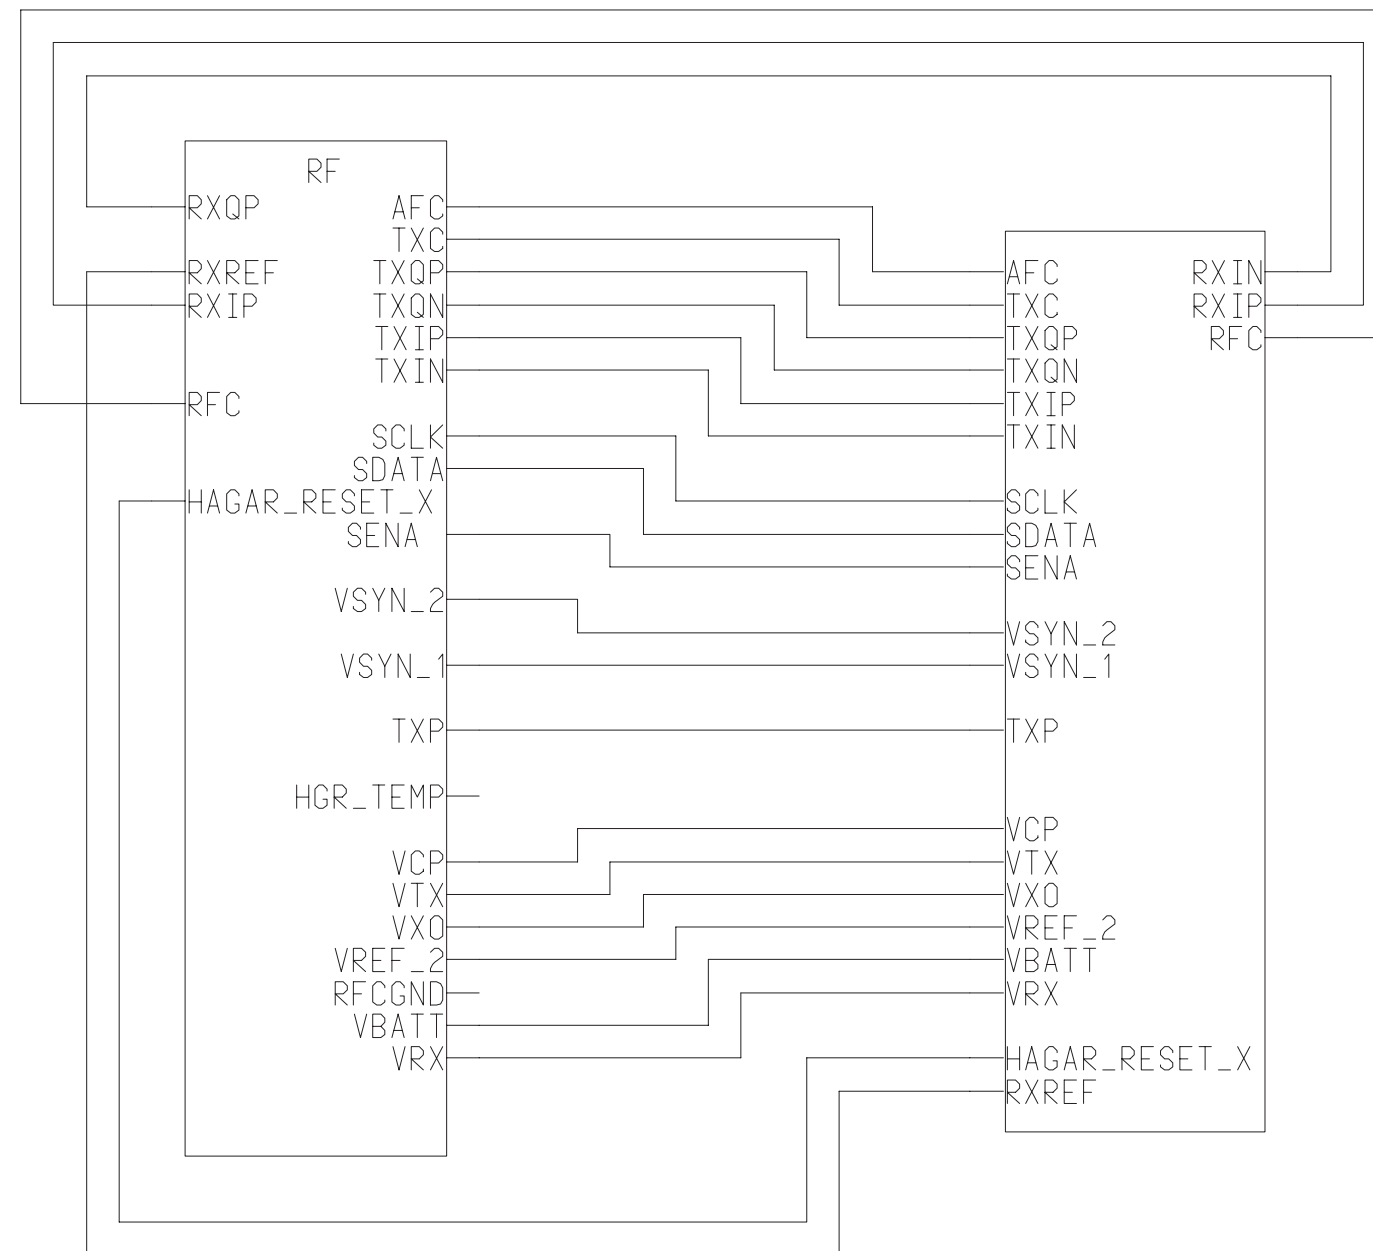 RF
RXQP
AFC
TXC
RXREF
TXQP
RXIP
TXQN
TXIP
TXIN
RFC
SCLK
SDATA
HAGAR_RESET_X
SENA
VSYN_2
VSYN_1
TXP
HGR_TEMP
VCP
VTX
VXO
VREF_2
RFCGND
VBATT
VRX
AFC
RXIN
TXC
RXIP
TXQP
RFC
TXQN
TXIP
TXIN
SCLK
SDATA
SENA
VSYN_2
VSYN_1
TXP
VCP
VTX
VXO
VREF_2
VBATT
VRX
HAGAR_RESET_X
RXREF